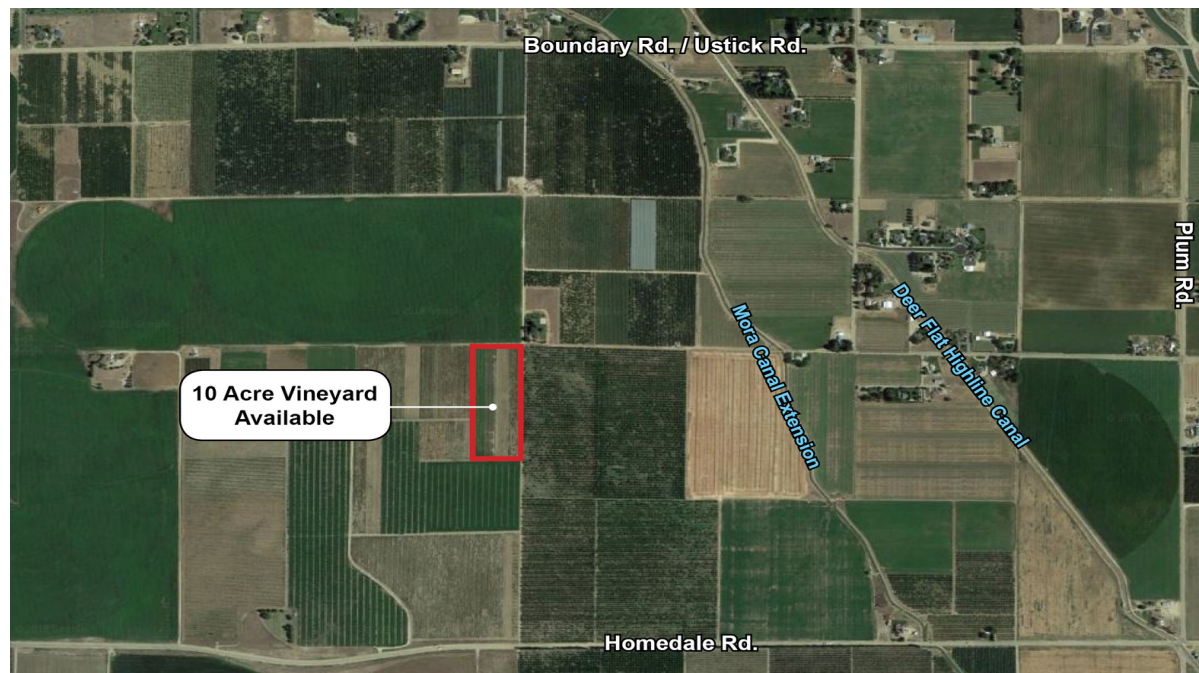 Boundary Rd. / Ustick Rd.
Plum Rd.
Deer Flat Highline Canal
Mora Canal Extension
10 Acre Vineyard
Available
Homedale Rd.